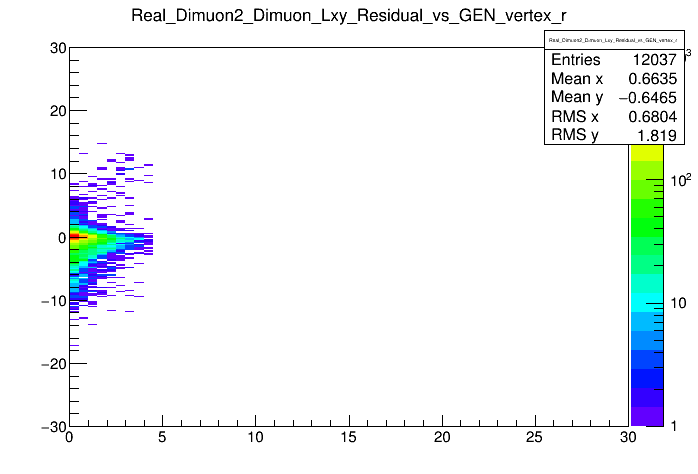 Real_Dimuon2_Dimuon_Lxy_Residual_vs_GEN_vertex_r
Real_Dimuon2_Dimuon_Lxy_Residual_vs_GEN_vertex_r
Entries 12037
Mean x 0.6635
Mean y −0.6465
RMS x 0.6804
RMS y 1.819
30
20
10
0
−10
−20
−30
0 5 10 15 20 25 30
3
10²
10
1